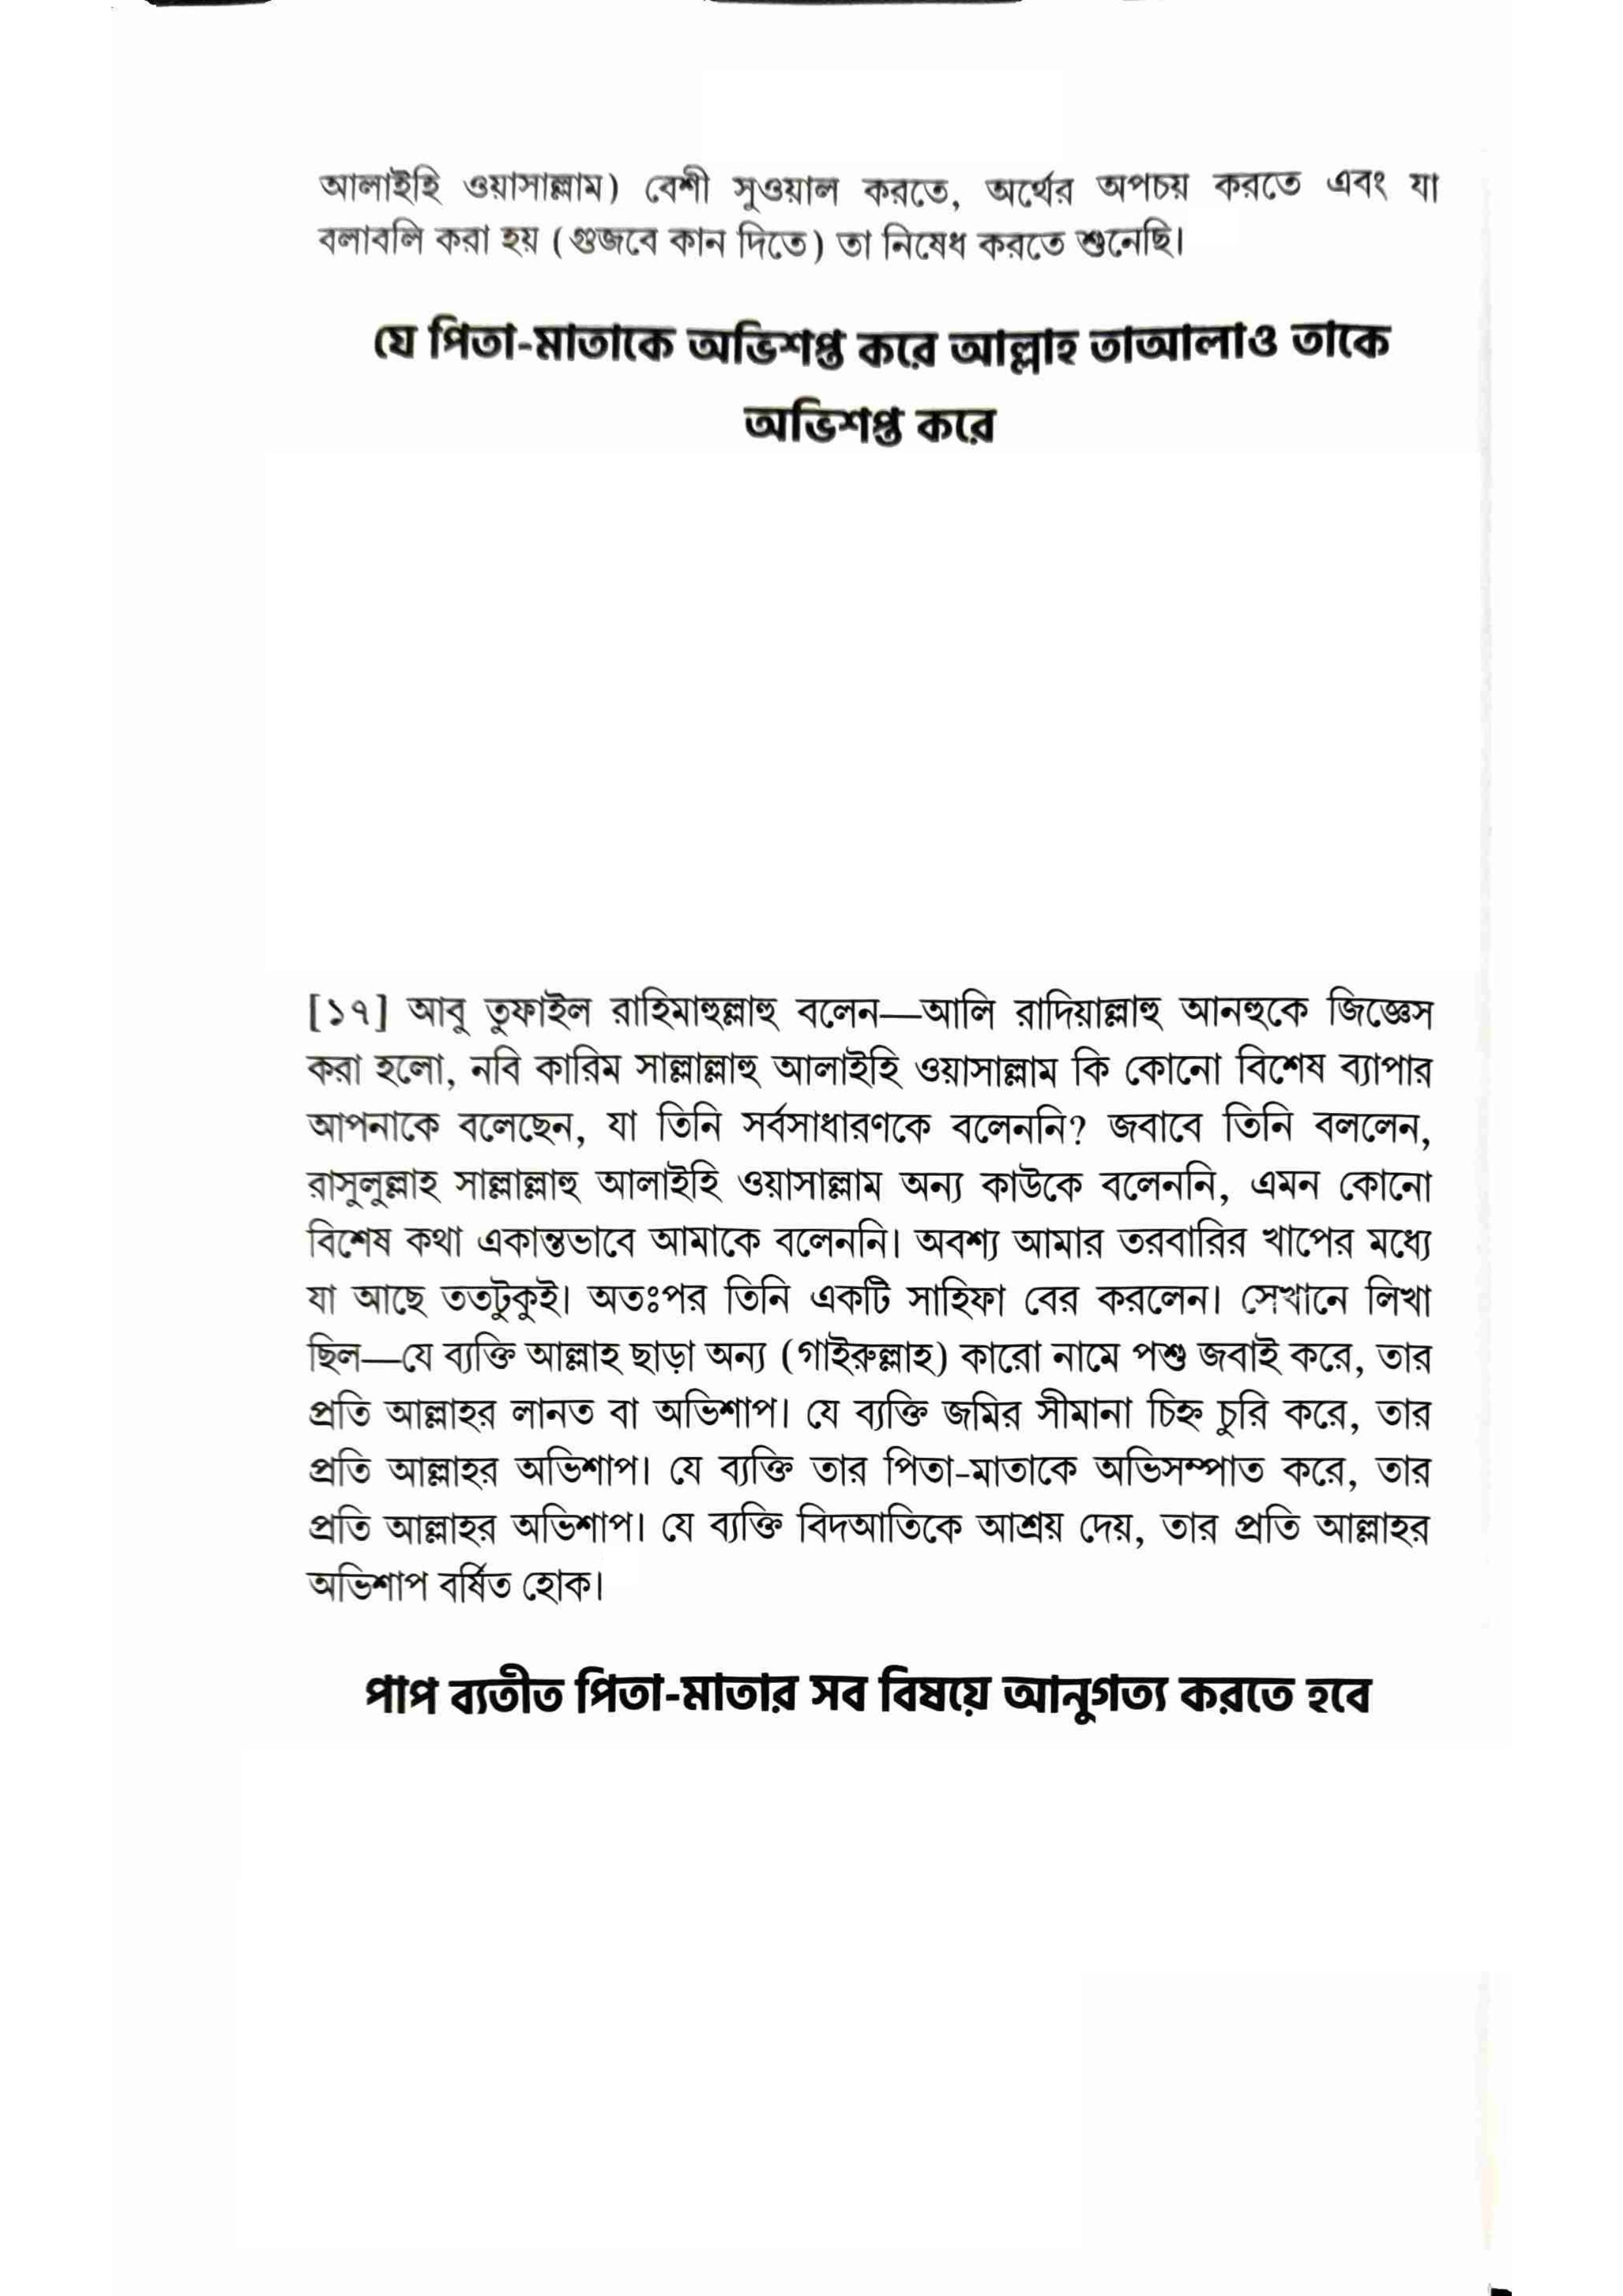 আলাইহি ওয়াসাল্লাম) বেশী সুওয়াল করতে, অর্থের অপচয় করতে এবং যা
বলাবলি করা হয় (গুজবে কান দিতে) তা নিষেধ করতে শুনেছি।
যে পিতা-মাতাকে অভিশপ্ত করে আল্লাহ তাআলাও তাকে
অভিশপ্ত করে
[১৭] আবু তুফাইল রাহিমাহুল্লাহু বলেন—আলি রাদিয়াল্লাহু আনহুকে জিজ্ঞেস
করা হলো, নবি কারিম সাল্লাল্লাহু আলাইহি ওয়াসাল্লাম কি কোনো বিশেষ ব্যাপার
আপনাকে বলেছেন, যা তিনি সর্বসাধারণকে বলেননি? জবাবে তিনি বললেন,
রাসুলুল্লাহ সাল্লাল্লাহু আলাইহি ওয়াসাল্লাম অন্য কাউকে বলেননি, এমন কোনো
বিশেষ কথা একান্তভাবে আমাকে বলেননি। অবশ্য আমার তরবারির খাপের মধ্যে
যা আছে ততটুকুই। অতঃপর তিনি একটি সাহিফা বের করলেন। সেখানে লিখা
ছিল—যে ব্যক্তি আল্লাহ ছাড়া অন্য (গাইরুল্লাহ) কারো নামে পশু জবাই করে, তার
প্রতি আল্লাহর লানত বা অভিশাপ। যে ব্যক্তি জমির সীমানা চিহ্ন চুরি করে, তার
প্রতি আল্লাহর অভিশাপ। যে ব্যক্তি তার পিতা-মাতাকে অভিসম্পাত করে, তার
প্রতি আল্লাহর অভিশাপ। যে ব্যক্তি বিদআতিকে আশ্রয় দেয়, তার প্রতি আল্লাহর
অভিশাপ বর্ষিত হোক।
পাপ ব্যতীত পিতা-মাতার সব বিষয়ে আনুগত্য করতে হবে